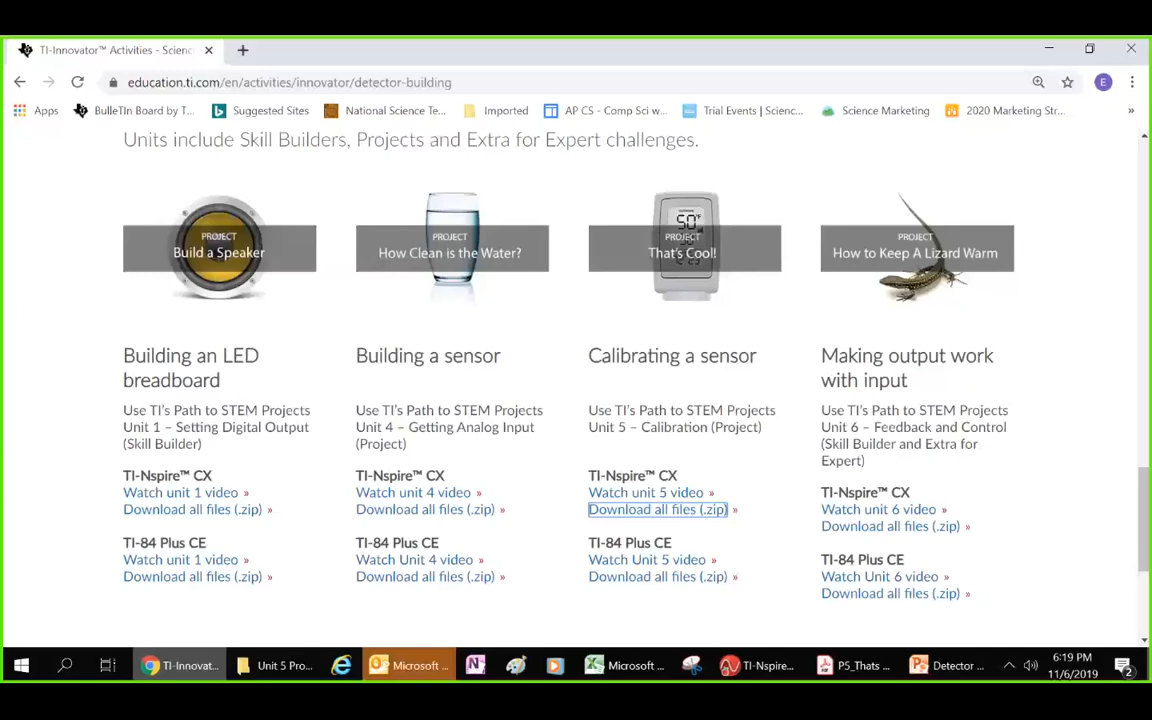 TI-Innovator™ Activities - Scienc
education.ti.com/en/activities/innovator/detector-building
E
Apps BulleTIn Board by T... Suggested Sites National Science Te... Imported AP CS - Comp Sci w... Trial Events | Scienc... Science Marketing 2020 Marketing Str... »
Units include Skill Builders, Projects and Extra for Expert challenges.
PROJECT
Build a Speaker
PROJECT
How Clean is the Water?
50°F
PROJECT
That's Cool!
PROJECT
How to Keep A Lizard Warm
Building an LED
breadboard
Use TI's Path to STEM Projects
Unit 1 – Setting Digital Output
(Skill Builder)
TI-Nspire™ CX
Watch unit 1 video »
Download all files (.zip) »
TI-84 Plus CE
Watch unit 1 video »
Download all files (.zip) »
Building a sensor
Use TI's Path to STEM Projects
Unit 4 – Getting Analog Input
(Project)
TI-Nspire™ CX
Watch unit 4 video »
Download all files (.zip) »
TI-84 Plus CE
Watch Unit 4 video »
Download all files (.zip) »
Calibrating a sensor
Use TI's Path to STEM Projects
Unit 5 – Calibration (Project)
TI-Nspire™ CX
Watch unit 5 video »
Download all files (.zip) »
TI-84 Plus CE
Watch Unit 5 video »
Download all files (.zip) »
Making output work
with input
Use TI's Path to STEM Projects
Unit 6 – Feedback and Control
(Skill Builder and Extra for
Expert)
TI-Nspire™ CX
Watch unit 6 video »
Download all files (.zip) »
TI-84 Plus CE
Watch Unit 6 video »
Download all files (.zip) »
TI-Innovat... Unit 5 Pro... Microsoft ... Microsoft ... TI-Nspire... P5_Thats ... Detector ...
6:19 PM
11/6/2019
2